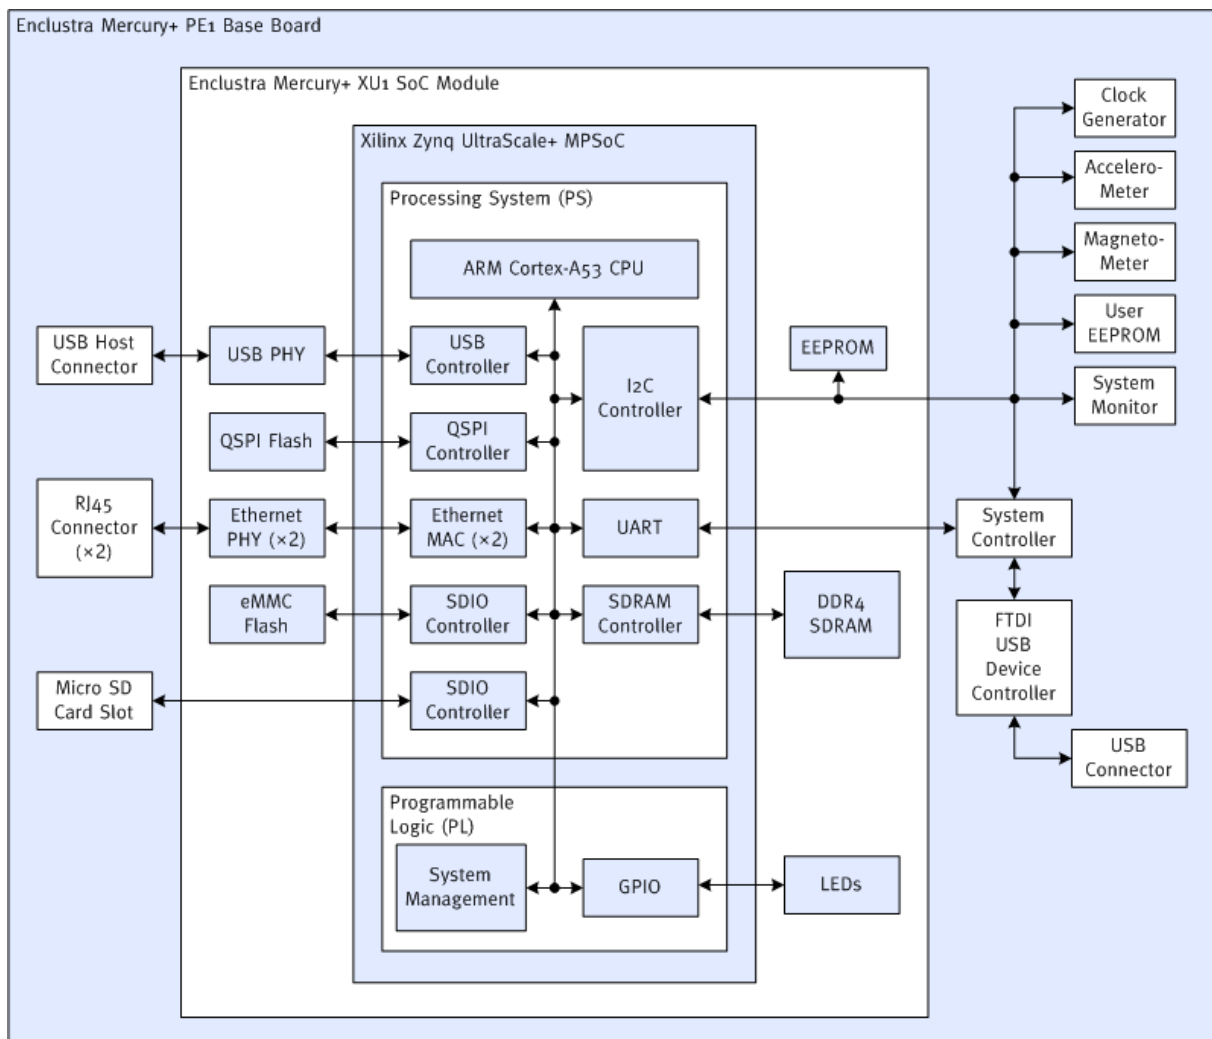 Enclustra Mercury+ PE1 Base Board
Enclustra Mercury+ XU1 SoC Module
Xilinx Zynq UltraScale+ MPSoC
Processing System (PS)
ARM Cortex-A53 CPU
USB Host
Connector
USB PHY
USB
Controller
I2C
Controller
EEPROM
QSPI Flash
QSPI
Controller
RJ45
Connector
(×2)
Ethernet
PHY (×2)
Ethernet
MAC (×2)
UART
eMMC
Flash
SDIO
Controller
SDRAM
Controller
DDR4
SDRAM
Micro SD
Card Slot
SDIO
Controller
Programmable
Logic (PL)
System
Management
GPIO
LEDs
Clock
Generator
Accelero-
Meter
Magneto-
Meter
User
EEPROM
System
Monitor
System
Controller
FTDI
USB
Device
Controller
USB
Connector